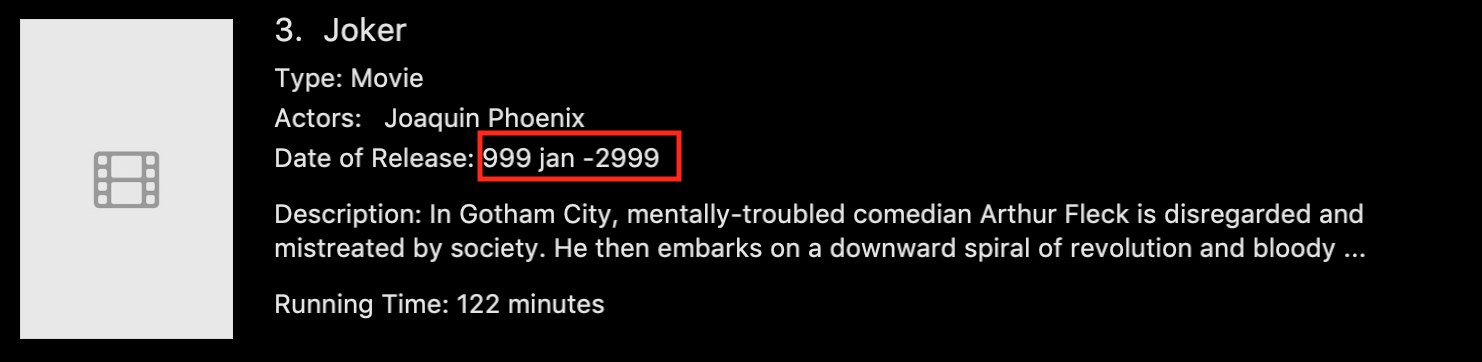 3. Joker
Type: Movie
Actors: Joaquin Phoenix
Date of Release: 999 jan -2999
Description: In Gotham City, mentally-troubled comedian Arthur Fleck is disregarded and
mistreated by society. He then embarks on a downward spiral of revolution and bloody ...
Running Time: 122 minutes